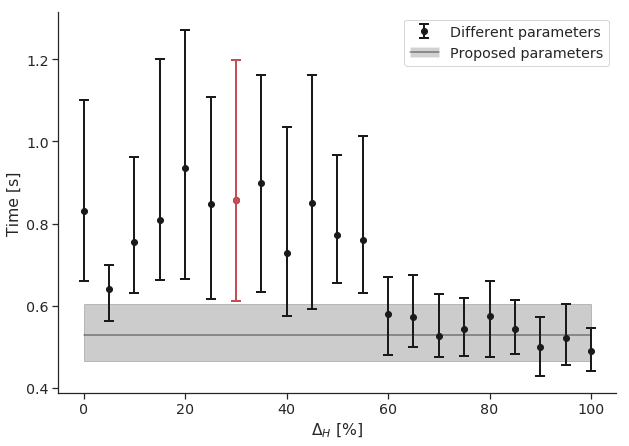 Different parameters
Proposed parameters
1.2
1.0
0.8
0.6
0.4
Time [s]
0 20 40 60 80 100
Δ_H [%]